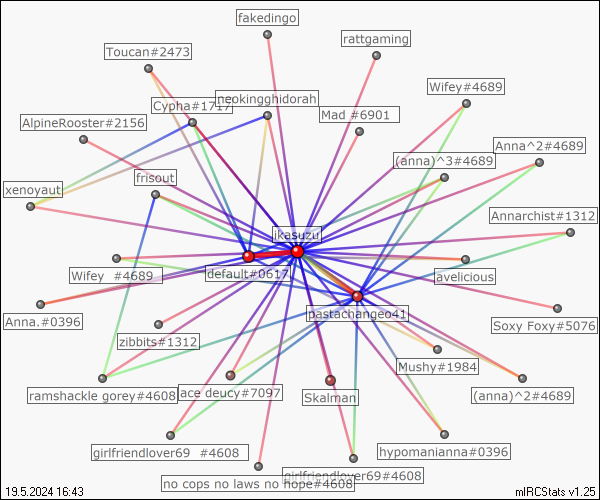 fakedingo
rattgaming
Toucan#2473
Wifey#4689
Cypha#1717
neokingghidorah
Mad #6901
AlpineRooster#2156
Anna^2#4689
(anna)^3#4689
frisout
xenoyaut
Annarchist#1312
jkasuzu
default#0617
Wifey #4689
avelicious
Anna.#0396
pastachangeo41
Soxy Foxy#5076
zibbits#1312
Mushy#1984
ramshackle gorey#4608
ace deucy#7097
Skalman
(anna)^2#4689
girlfriendlover69 #4608
hypomanianna#0396
girlfriendlover69#4608
no cops no laws no hope#4608
19.5.2024 16:43
mIRCStats v1.25